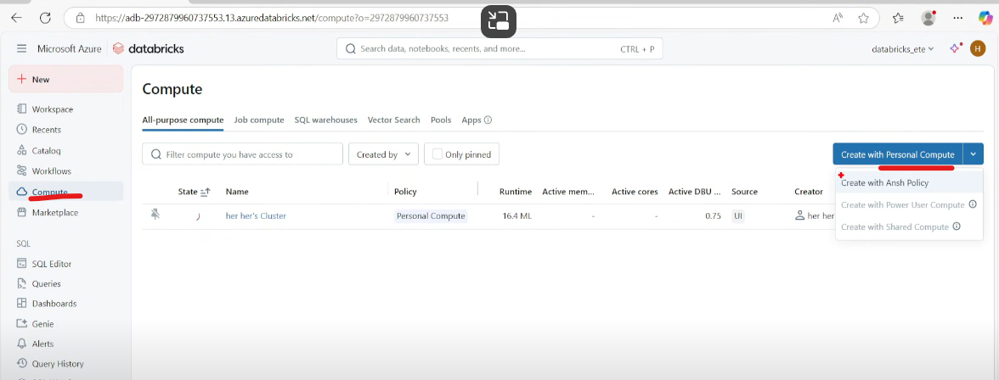 https://adb-2972879960737553.13.azuredatabricks.net/compute?o=2972879960737553
Microsoft Azure databricks
Search data, notebooks, recents, and more... CTRL + P
databricks_ete H
New
Workspace
Recents
Catalog
Workflows
Compute
Marketplace
SQL
SQL Editor
Queries
Dashboards
Genie
Alerts
Query History
Compute
All-purpose compute Job compute SQL warehouses Vector Search Pools Apps
Filter compute you have access to Created by Only pinned
Create with Personal Compute
Create with Ansh Policy
Create with Power User Compute
Create with Shared Compute
State Name Policy Runtime Active mem... Active cores Active DBU ... Source Creator
her her's Cluster Personal Compute 16.4 ML - - 0.75 UI her her